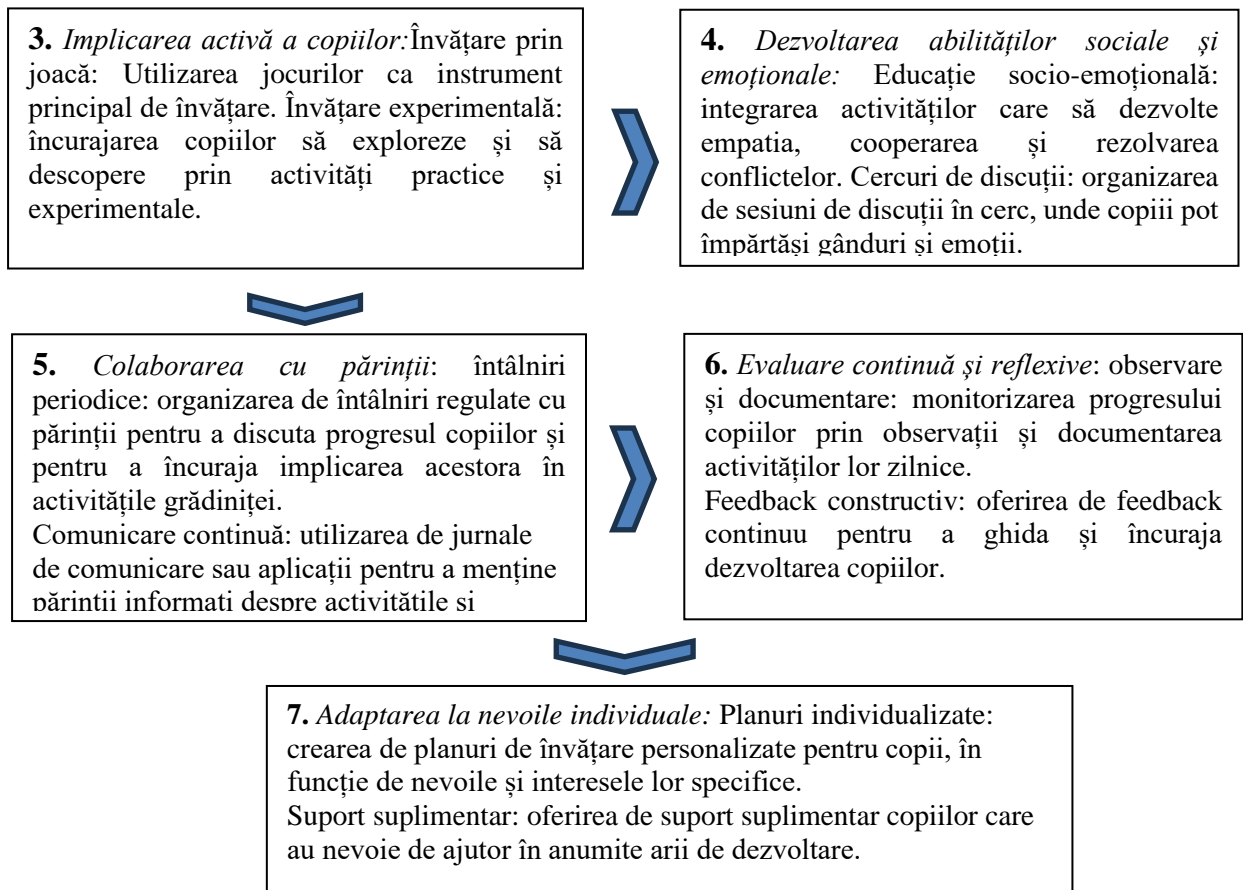 3. Implicarea activă a copiilor:Învățare prin
joacă: Utilizarea jocurilor ca instrument
principal de învățare. Învățare experimentală:
încurajarea copiilor să exploreze și să
descopere prin activități practice și
experimentale.
4. Dezvoltarea abilităților sociale și
emoționale: Educație socio-emoțională:
integrarea activităților care să dezvolte
empatia, cooperarea și rezolvarea
conflictelor. Cercuri de discuții: organizarea
de sesiuni de discuții în cerc, unde copiii pot
împărtăși gânduri și emoții.
5. Colaborarea cu părinții: întâlniri
periodice: organizarea de întâlniri regulate cu
părinții pentru a discuta progresul copiilor și
pentru a încuraja implicarea acestora în
activitățile grădiniței.
Comunicare continuă: utilizarea de jurnale
de comunicare sau aplicații pentru a menține
părinții informați despre activitățile și
6. Evaluare continuă și reflexive: observare
și documentare: monitorizarea progresului
copiilor prin observații și documentarea
activităților lor zilnice.
Feedback constructiv: oferirea de feedback
continuu pentru a ghida și încuraja
dezvoltarea copiilor.
7. Adaptarea la nevoile individuale: Planuri individualizate:
crearea de planuri de învățare personalizate pentru copii, în
funcție de nevoile și interesele lor specifice.
Suport suplimentar: oferirea de suport suplimentar copiilor care
au nevoie de ajutor în anumite arii de dezvoltare.